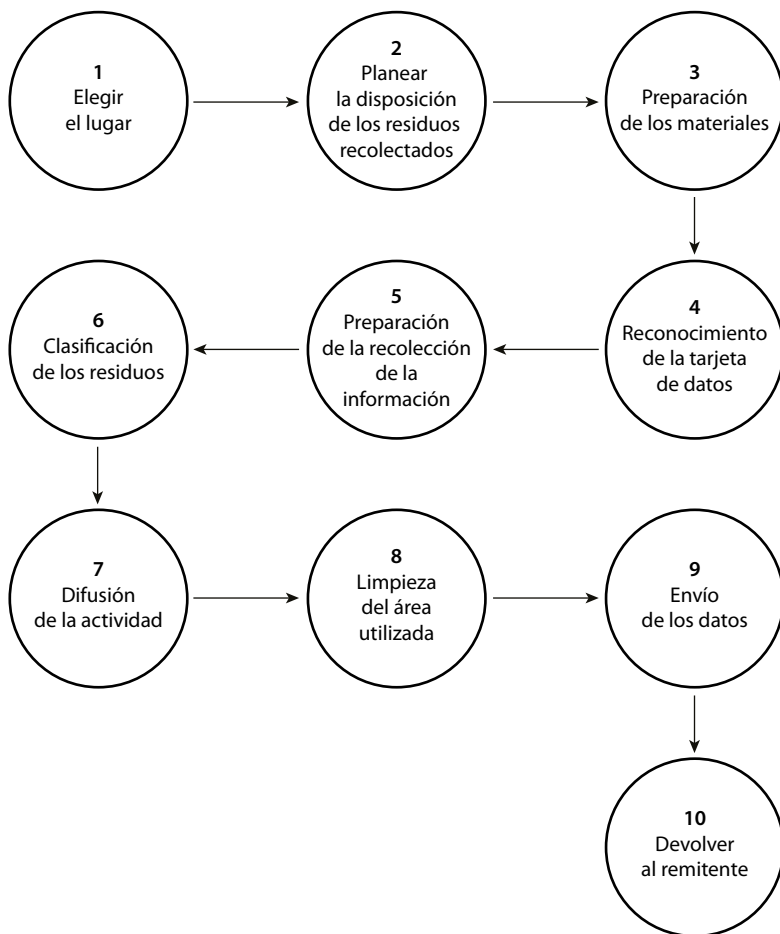 1
Elegir
el lugar
2
Planear
la disposición
de los residuos
recolectados
3
Preparación
de los materiales
4
Reconocimiento
de la tarjeta
de datos
5
Preparación
de la recolección
de la
información
6
Clasificación
de los residuos
7
Difusión
de la actividad
8
Limpieza
del área
utilizada
9
Envío
de los datos
10
Devolver
al remitente